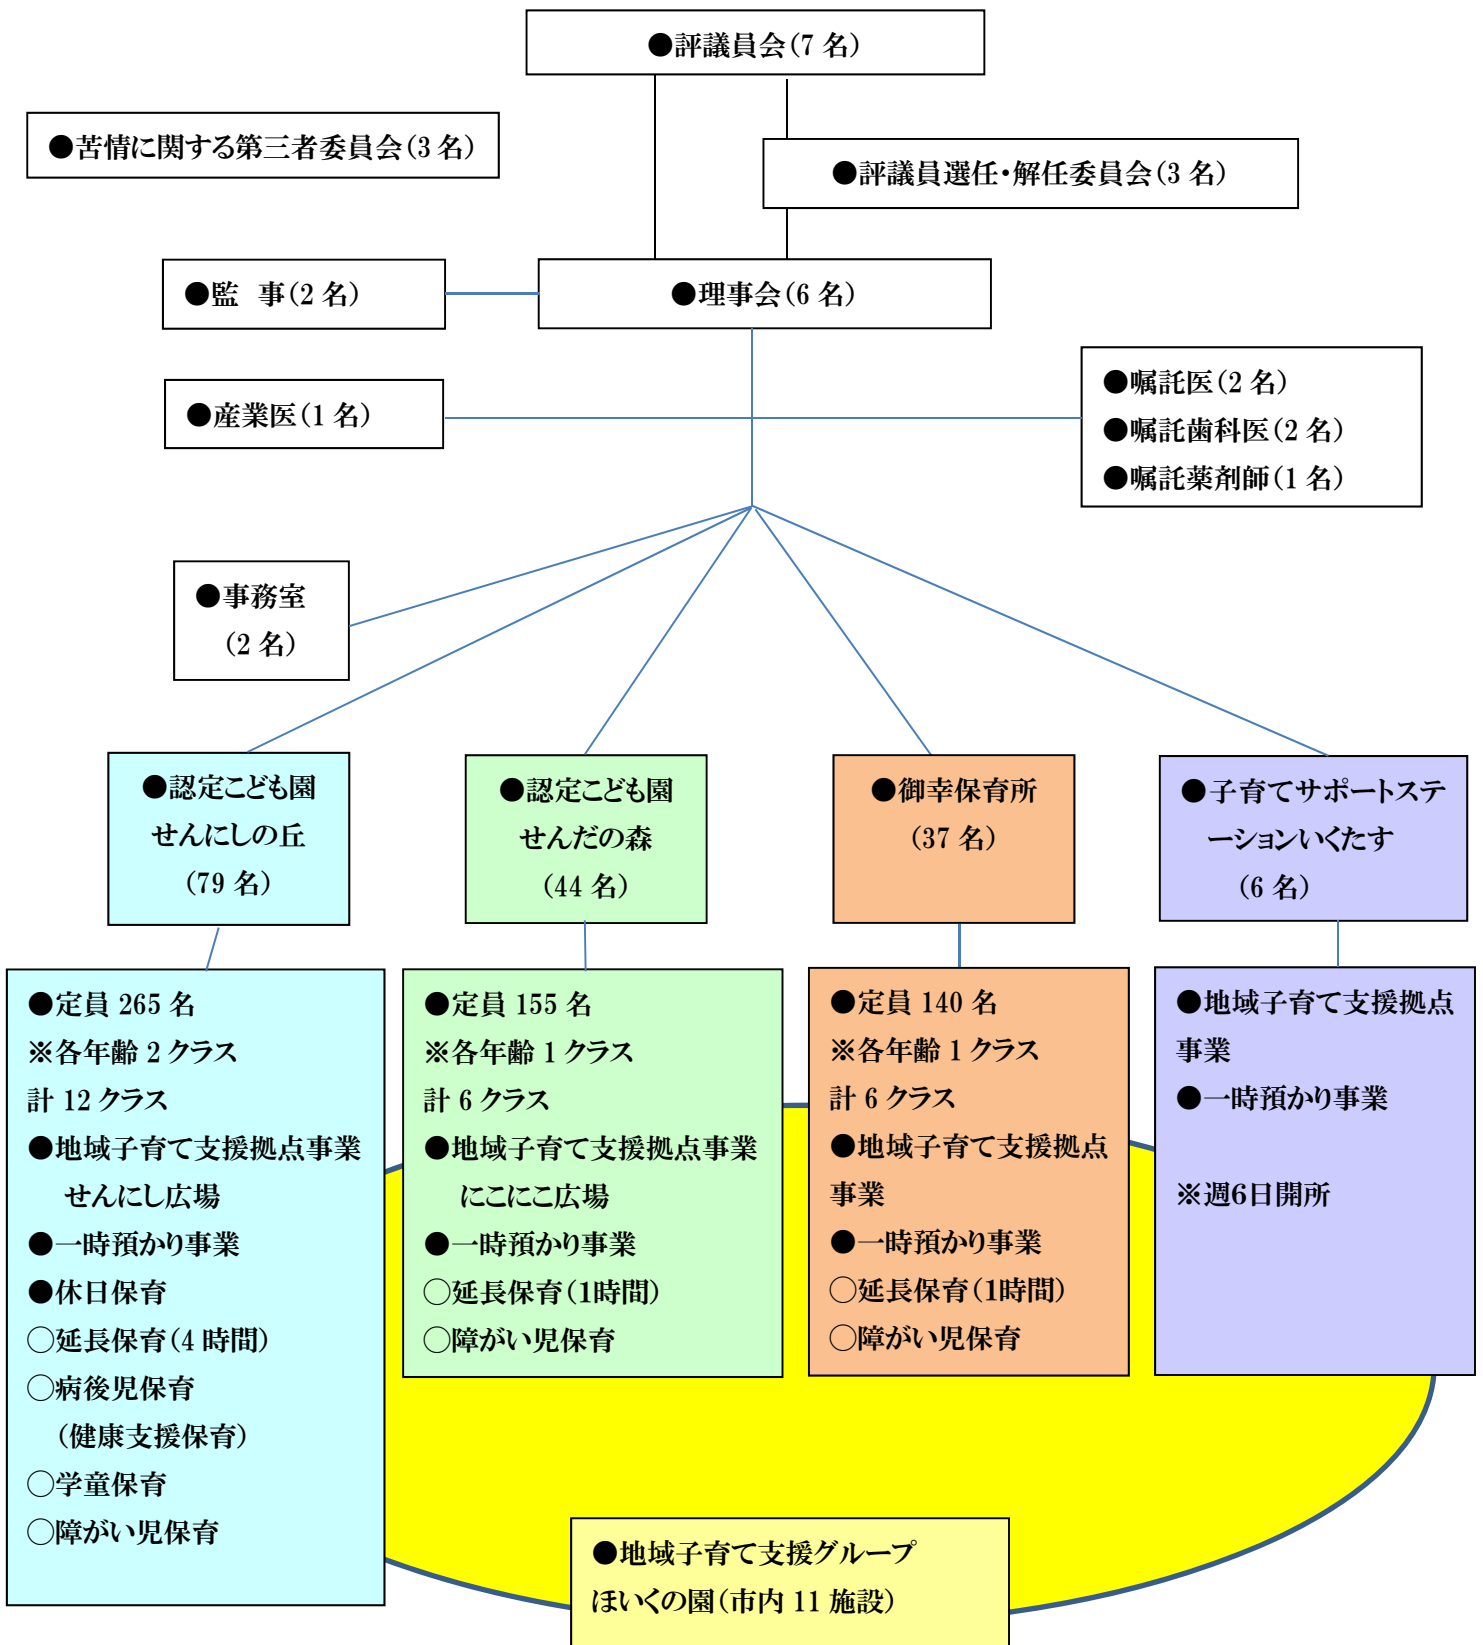 ●評議員会（7 名）
●苦情に関する第三者委員会（3 名）
●評議員選任・解任委員会（3 名）
●監　事（2 名）
●理事会（6 名）
●産業医（1 名）
●嘱託医（2 名）
●嘱託歯科医（2 名）
●嘱託薬剤師（1 名）
●事務室
（2 名）
●認定こども園
せんにしの丘
（79 名）
●認定こども園
せんだの森
（44 名）
●御幸保育所
（37 名）
●子育てサポートステ
ーションいくたす
（6 名）
●定員 265 名
※各年齢 2 クラス
計 12 クラス
●地域子育て支援拠点事業
せんにし広場
●一時預かり事業
●休日保育
○延長保育（4 時間）
○病後児保育
（健康支援保育）
○学童保育
○障がい児保育
●定員 155 名
※各年齢 1 クラス
計 6 クラス
●地域子育て支援拠点事業
にこにこ広場
●一時預かり事業
○延長保育（1時間）
○障がい児保育
●定員 140 名
※各年齢 1 クラス
計 6 クラス
●地域子育て支援拠点
事業
●一時預かり事業
○延長保育（1時間）
○障がい児保育
●地域子育て支援拠点
事業
●一時預かり事業
※週6日開所
●地域子育て支援グループ
ほいくの園（市内 11 施設）